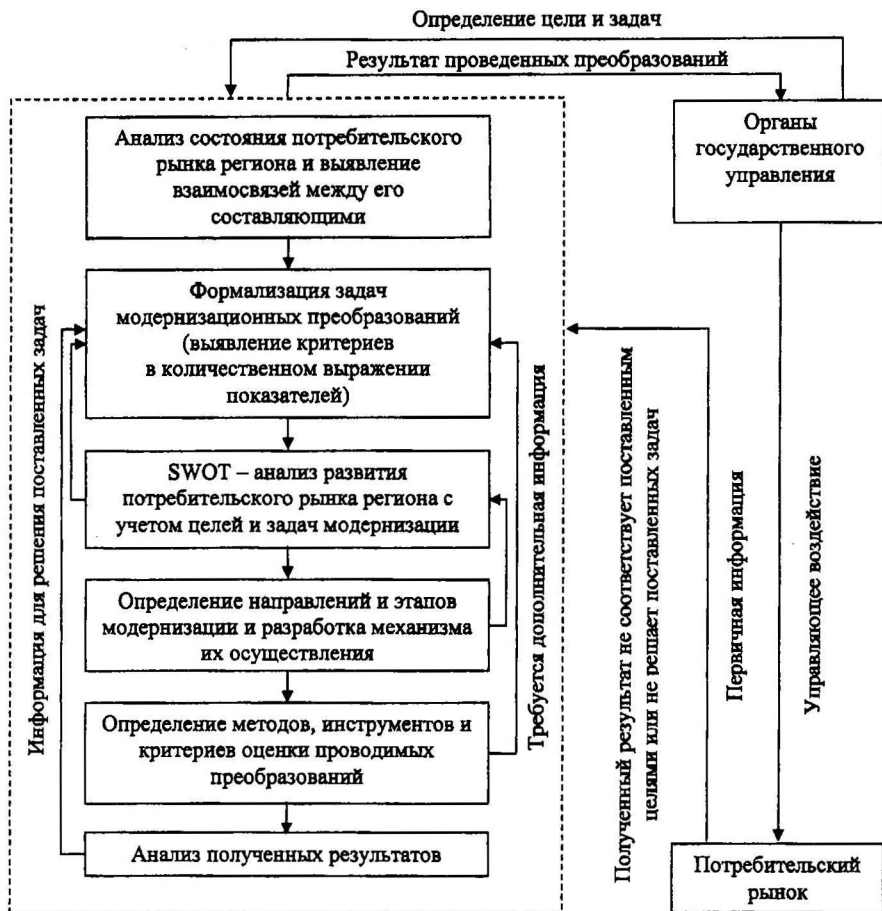 Определение цели и задач
Результат проведенных преобразований
Анализ состояния потребительского
рынка региона и выявление
взаимосвязей между его
составляющими
Органы
государственного
управления
Формализация задач
модернизационных преобразований
(выявление критериев
в количественном выражении
показателей)
SWOT – анализ развития
потребительского рынка региона с
учетом целей и задач модернизации
Определение направлений и этапов
модернизации и разработка механизма
их осуществления
Определение методов, инструментов и
критериев оценки проводимых
преобразований
Анализ полученных результатов
Информация для решения поставленных задач
Требуется дополнительная информация
Полученный результат не соответствует поставленным
целями или не решает поставленных задач
Первичная информация
Управляющее воздействие
Потребительский
рынок